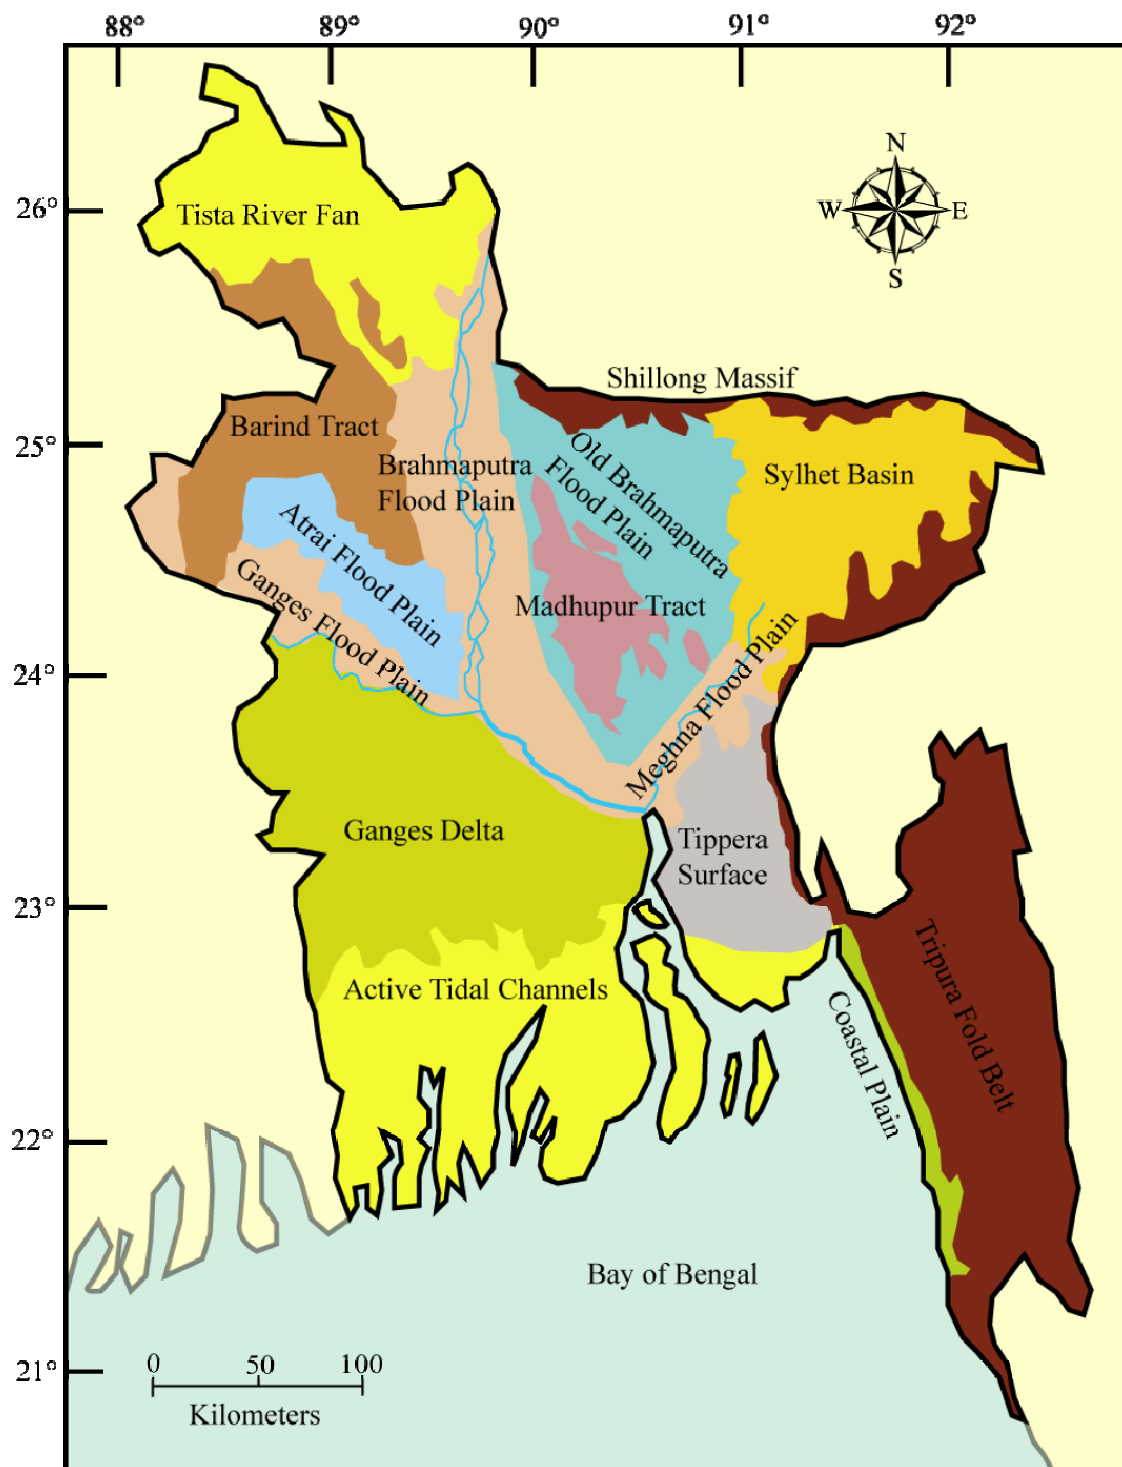 88° 89° 90° 91° 92°
N
W E
S
26°
Tista River Fan
Shillong Massif
Barind Tract
25°
Brahmaputra
Flood Plain
Old Brahmaputra
Flood Plain
Sylhet Basin
Atrai Flood Plain
Ganges Flood Plain
Madhupur Tract
24°
Meghna Flood Plain
Ganges Delta
Tippera
Surface
23°
Tripura Fold Belt
Active Tidal Channels
Coastal Plain
22°
Bay of Bengal
21°
0 50 100
Kilometers